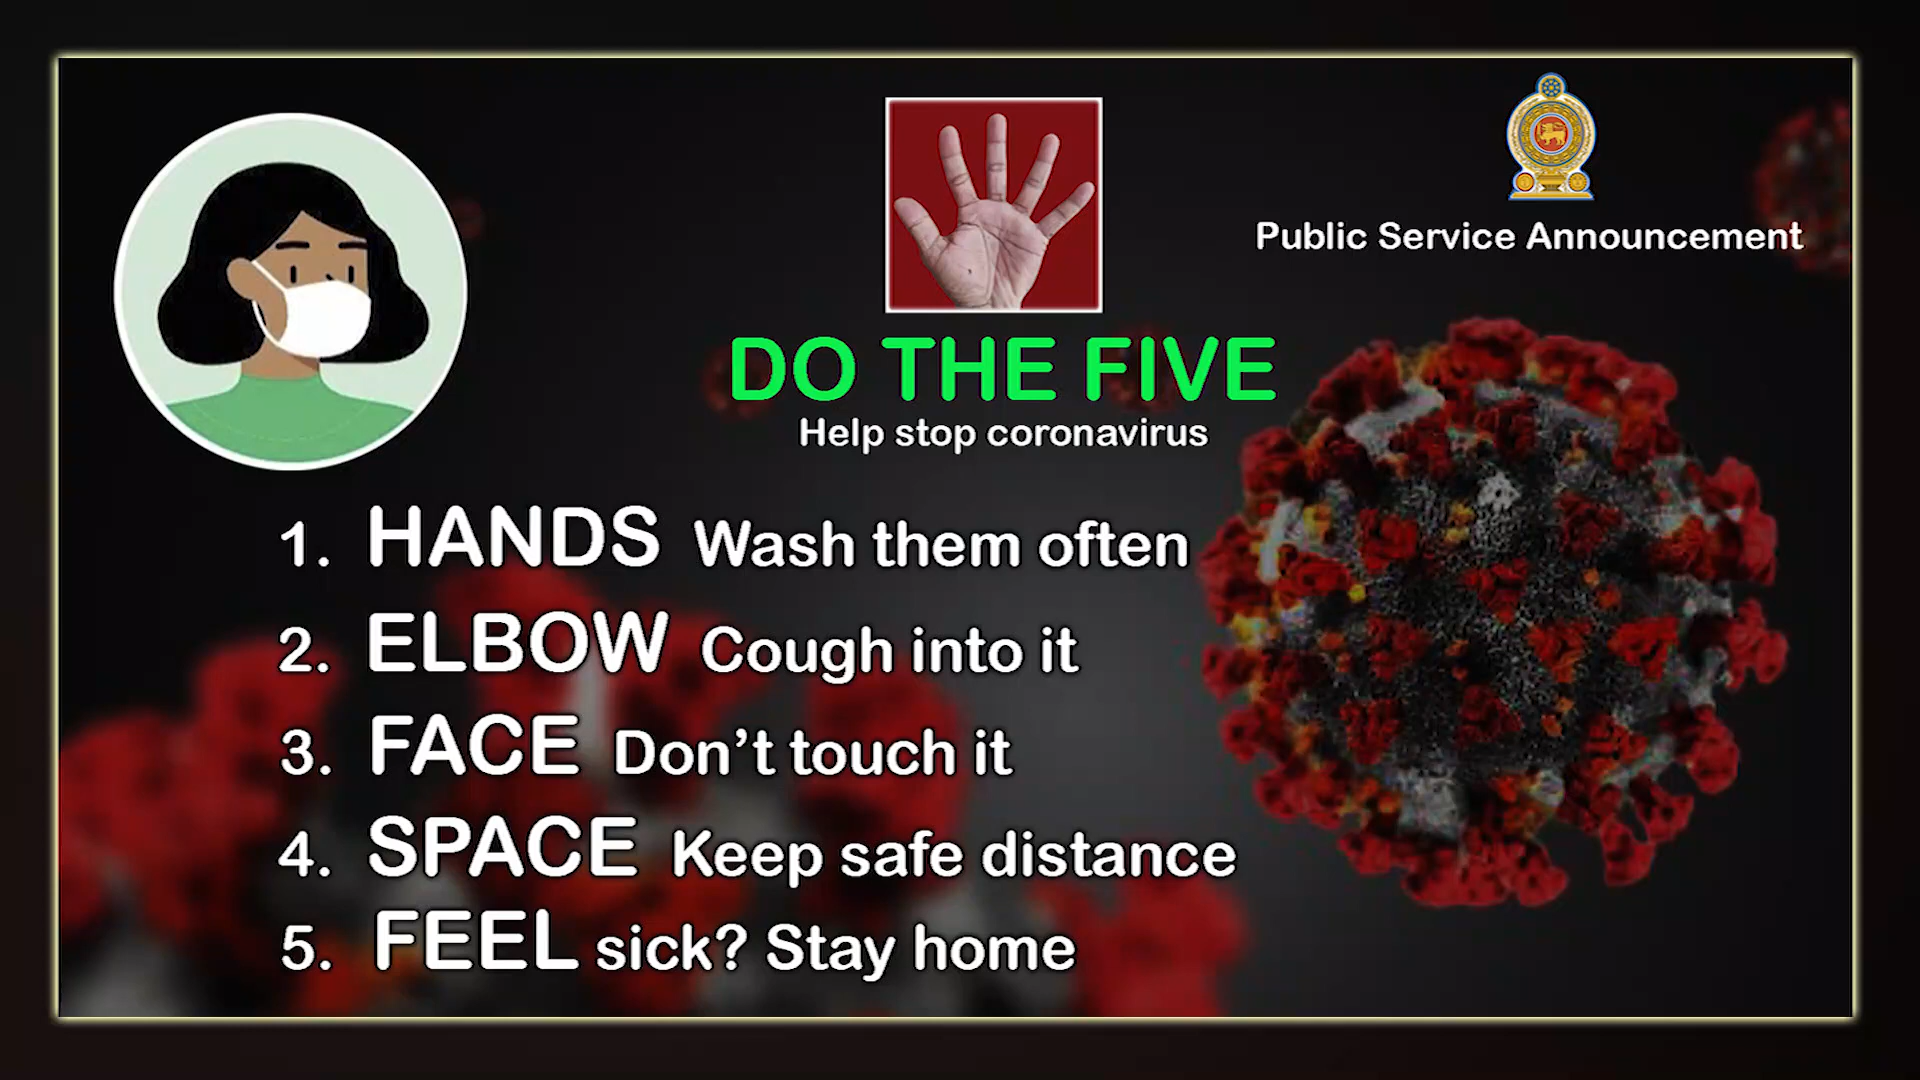 Public Service Announcement
DO THE FIVE
Help stop coronavirus
1. HANDS Wash them often
2. ELBOW Cough into it
3. FACE Don’t touch it
4. SPACE Keep safe distance
5. FEEL sick? Stay home